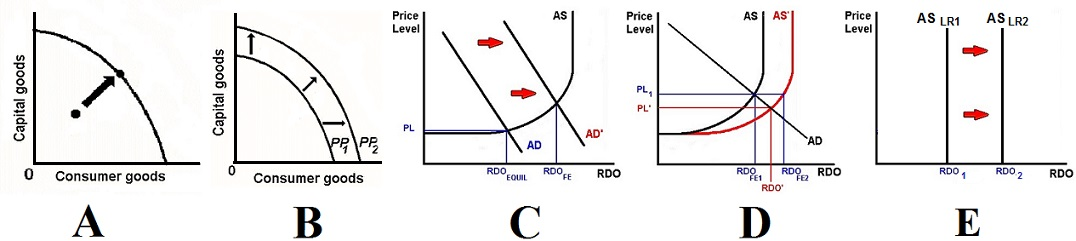 Capital goods
0
Consumer goods
A
Capital goods
PP1
PP2
0
Consumer goods
B
Price
Level
AS
PL
AD
AD'
RDO EQUIL
RDO FE
RDO
C
Price
Level
AS
AS'
PL1
PL'
AD
RDO FE1
RDO FE2
RDO
RDO'
D
Price
Level
AS LR1
AS LR2
RDO 1
RDO 2
RDO
E